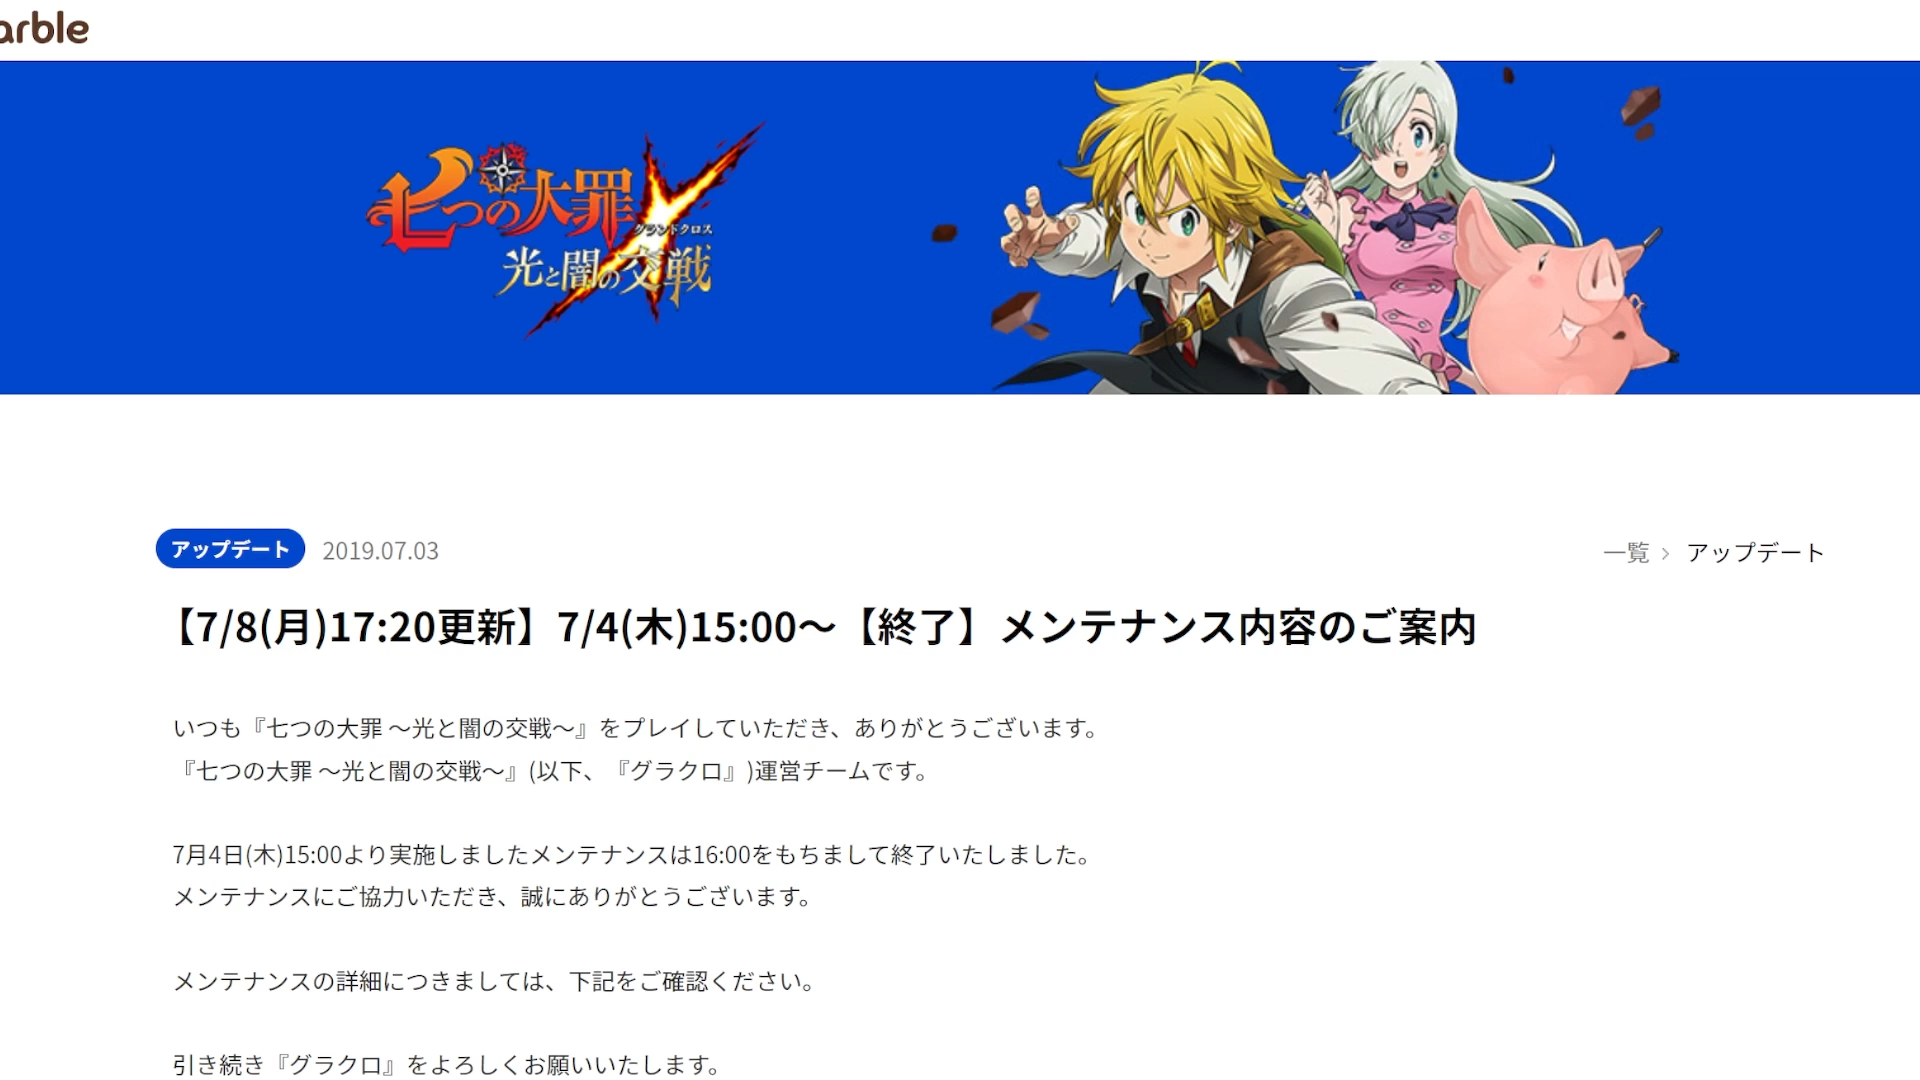 arble
七つの大罪
グランドクロス
光と闇の交戦
アップデート 2019.07.03
一覧 > アップデート
【7/8(月)17:20更新】7/4(木)15:00～【終了】メンテナンス内容のご案内
いつも『七つの大罪 ～光と闇の交戦～』をプレイしていただき、ありがとうございます。
『七つの大罪 ～光と闇の交戦～』(以下、『グラクロ』)運営チームです。
7月4日(木)15:00より実施しましたメンテナンスは16:00をもちまして終了いたしました。
メンテナンスにご協力いただき、誠にありがとうございます。
メンテナンスの詳細につきましては、下記をご確認ください。
引き続き『グラクロ』をよろしくお願いいたします。